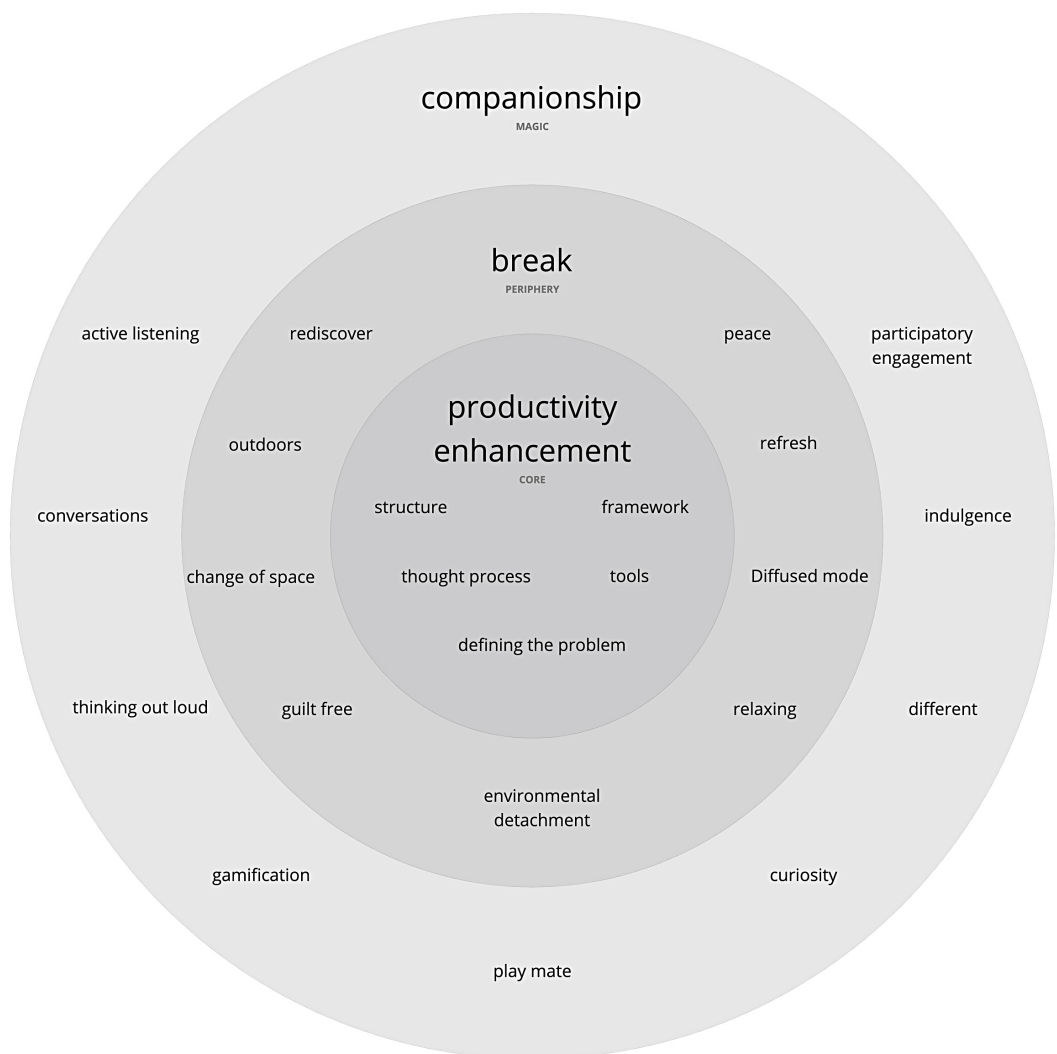 companionship
MAGIC
break
PERIPHERY
active listening
rediscover
peace
participatory
engagement
productivity
enhancement
CORE
outdoors
refresh
structure
framework
conversations
indulgence
change of space
thought process
tools
Diffused mode
defining the problem
thinking out loud
guilt free
relaxing
different
environmental
detachment
gamification
curiosity
play mate